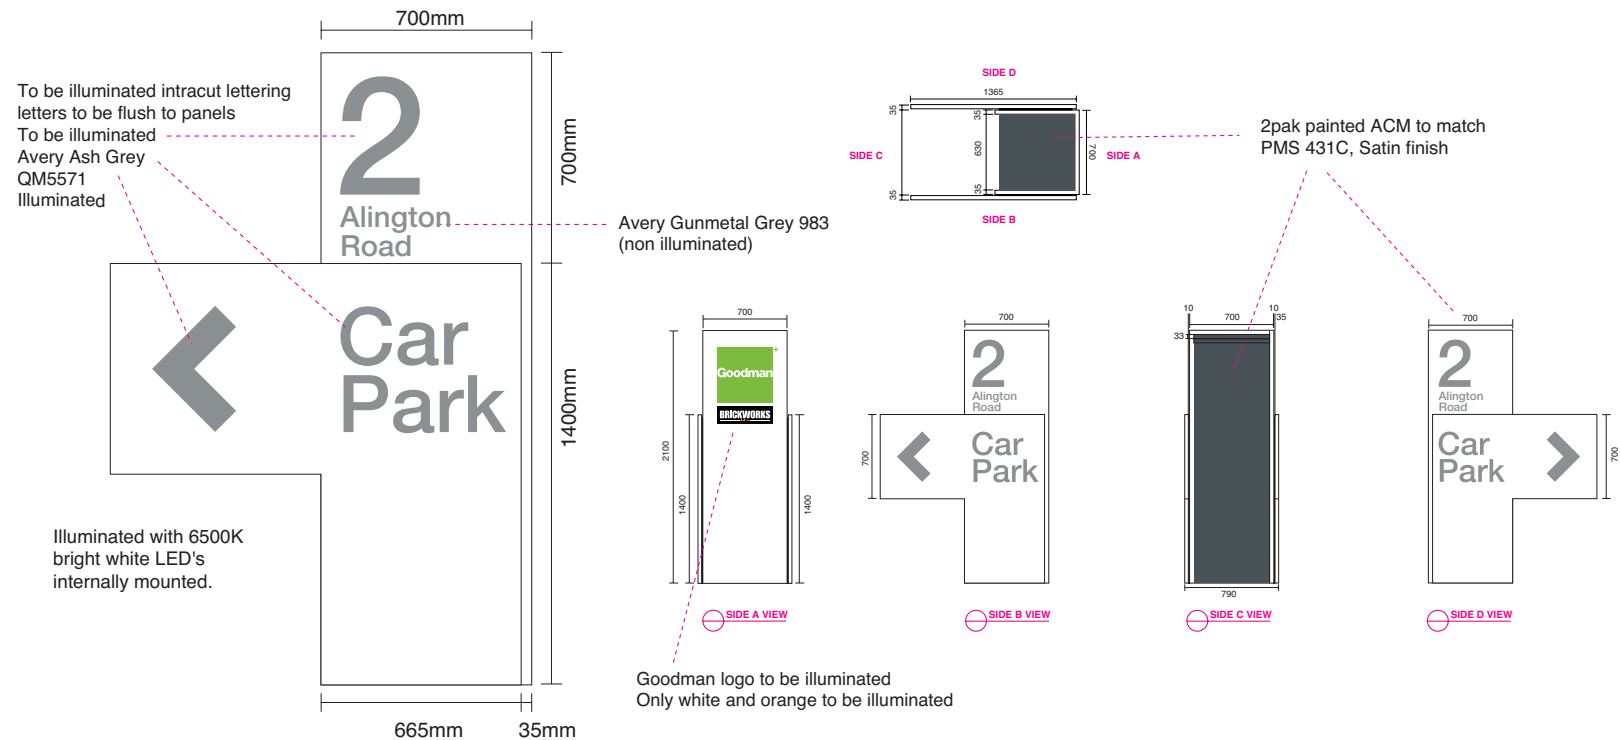 700mm
To be illuminated intracut lettering
letters to be flush to panels
To be illuminated
Avery Ash Grey
QM5571
Illuminated
2
Alington
Road
700mm
Avery Gunmetal Grey 983
(non illuminated)
Car
Park
1400mm
Illuminated with 6500K
bright white LED's
internally mounted.
665mm
35mm
SIDE D
1365
35
35
SIDE C
630
700
SIDE A
35
35
SIDE B
2pak painted ACM to match
PMS 431C, Satin finish
700
Goodman
+
BRICKWORKS
2100
1400
1400
SIDE A VIEW
Goodman logo to be illuminated
Only white and orange to be illuminated
700
2
Alington
Road
Car
Park
700
SIDE B VIEW
10
700
10
35
33
790
SIDE C VIEW
700
2
Alington
Road
Car
Park
700
SIDE D VIEW